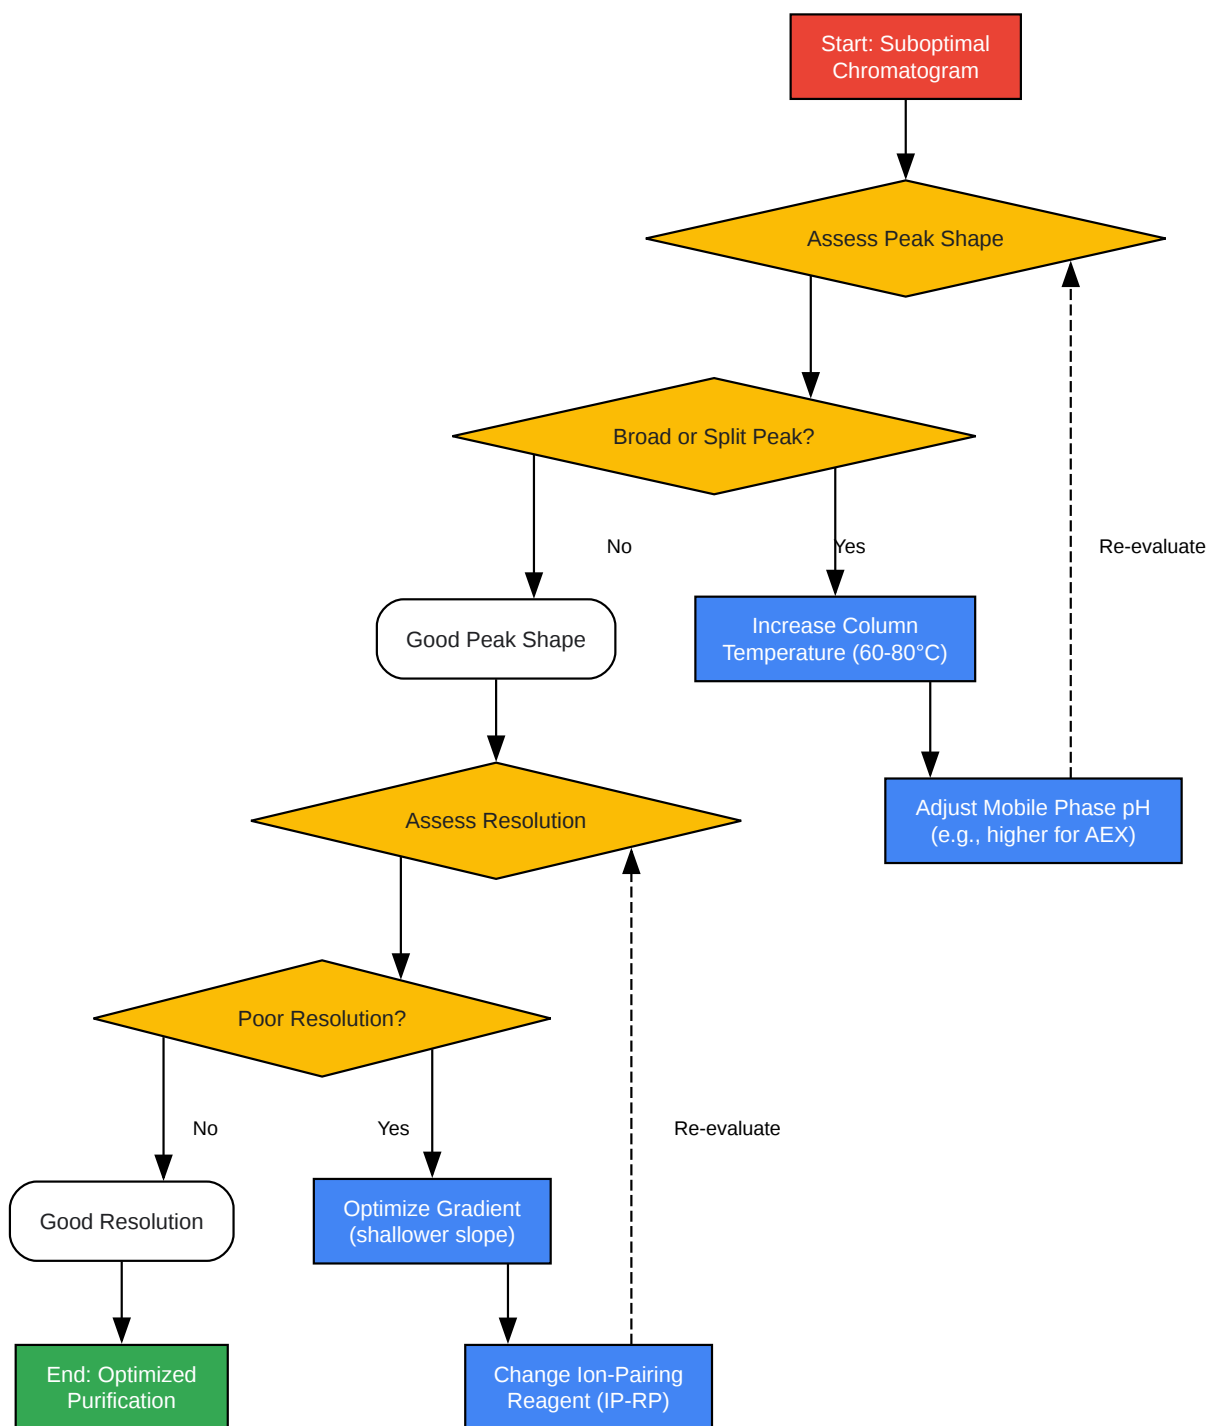 Start: Suboptimal
Chromatogram
Assess Peak Shape
Broad or Split Peak?
No
Yes
Re-evaluate
Good Peak Shape
Increase Column
Temperature (60-80°C)
Assess Resolution
Adjust Mobile Phase pH
(e.g., higher for AEX)
Poor Resolution?
No
Yes
Re-evaluate
Good Resolution
Optimize Gradient
(shallower slope)
End: Optimized
Purification
Change Ion-Pairing
Reagent (IP-RP)